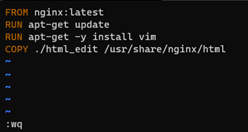 FROM nginx:latest
RUN apt-get update
RUN apt-get -y install vim
COPY ./html_edit /usr/share/nginx/html
~
~
~
~
:wq